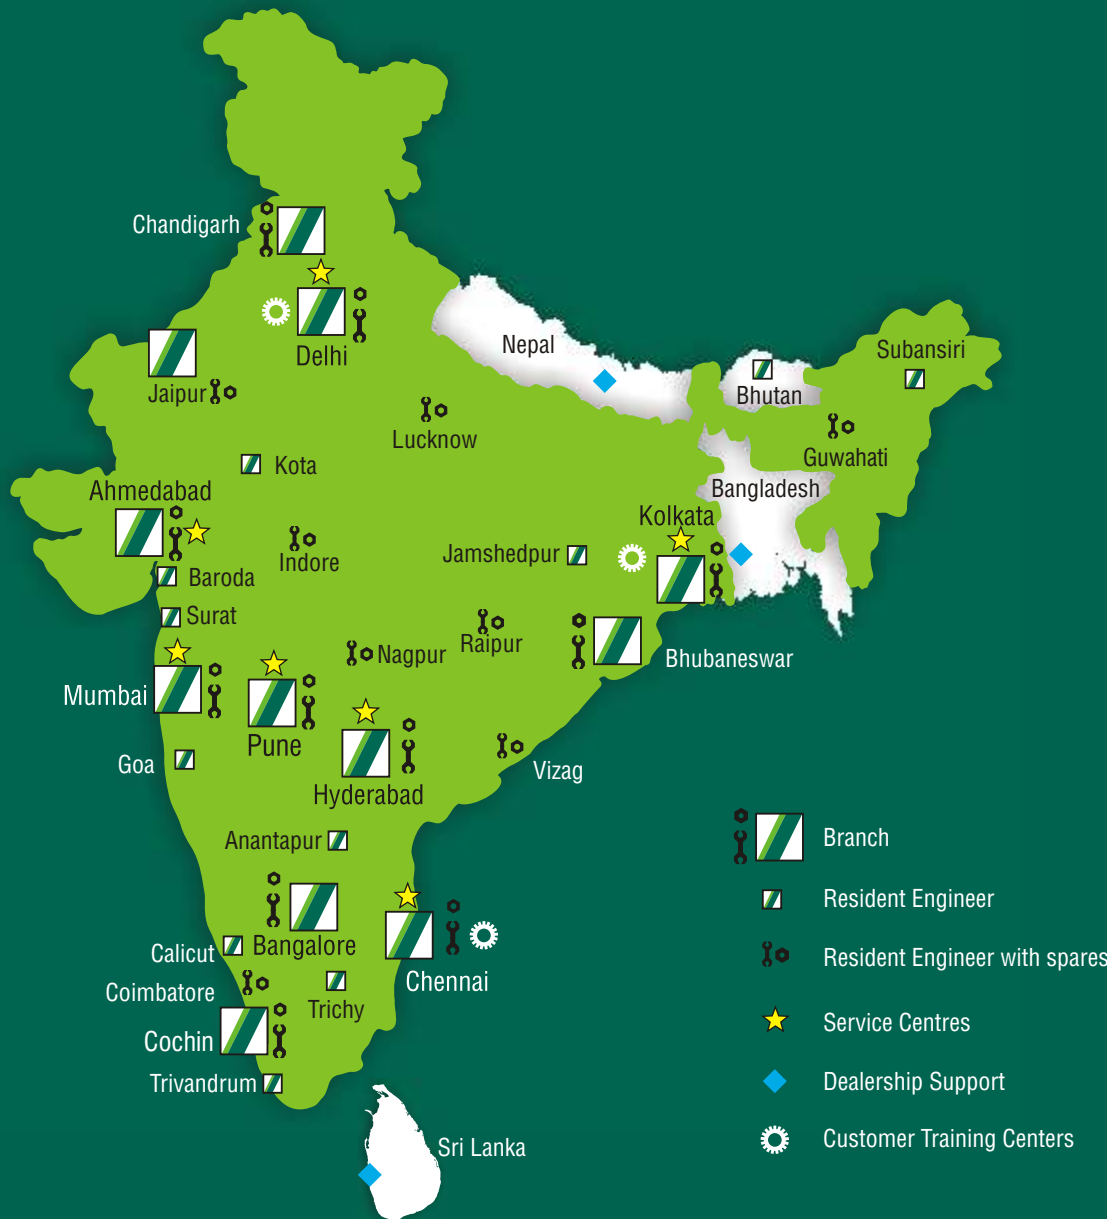 Chandigarh
Delhi
Nepal
Subansiri
Jaipur
Bhutan
Lucknow
Guwahati
Kota
Bangladesh
Ahmedabad
Kolkata
Jamshedpur
Indore
Baroda
Surat
Raipur
Nagpur
Bhubaneswar
Mumbai
Pune
Goa
Vizag
Hyderabad
Anantapur
Branch
Resident Engineer
Bangalore
Calicut
Resident Engineer with spares
Chennai
Coimbatore
Trichy
Service Centres
Cochin
Trivandrum
Dealership Support
Customer Training Centers
Sri Lanka